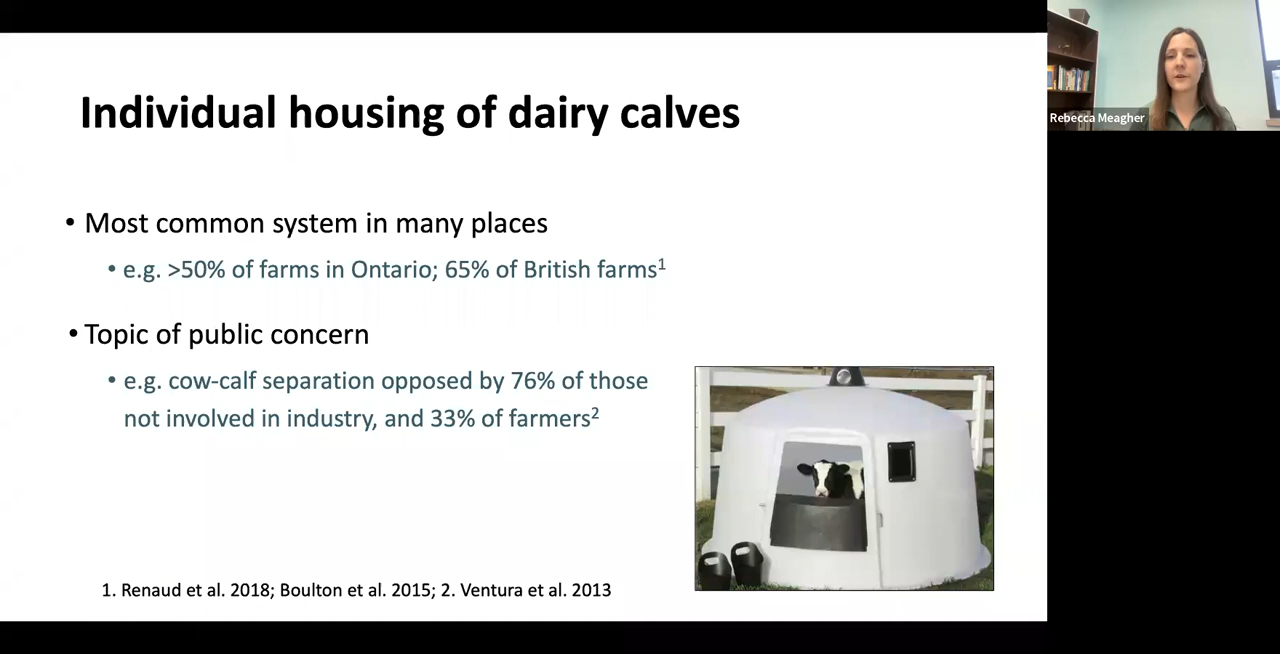 Individual housing of dairy calves
• Most common system in many places
• e.g. >50% of farms in Ontario; 65% of British farms¹
• Topic of public concern
• e.g. cow-calf separation opposed by 76% of those
not involved in industry, and 33% of farmers²
1. Renaud et al. 2018; Boulton et al. 2015; 2. Ventura et al. 2013
Rebecca Meagher